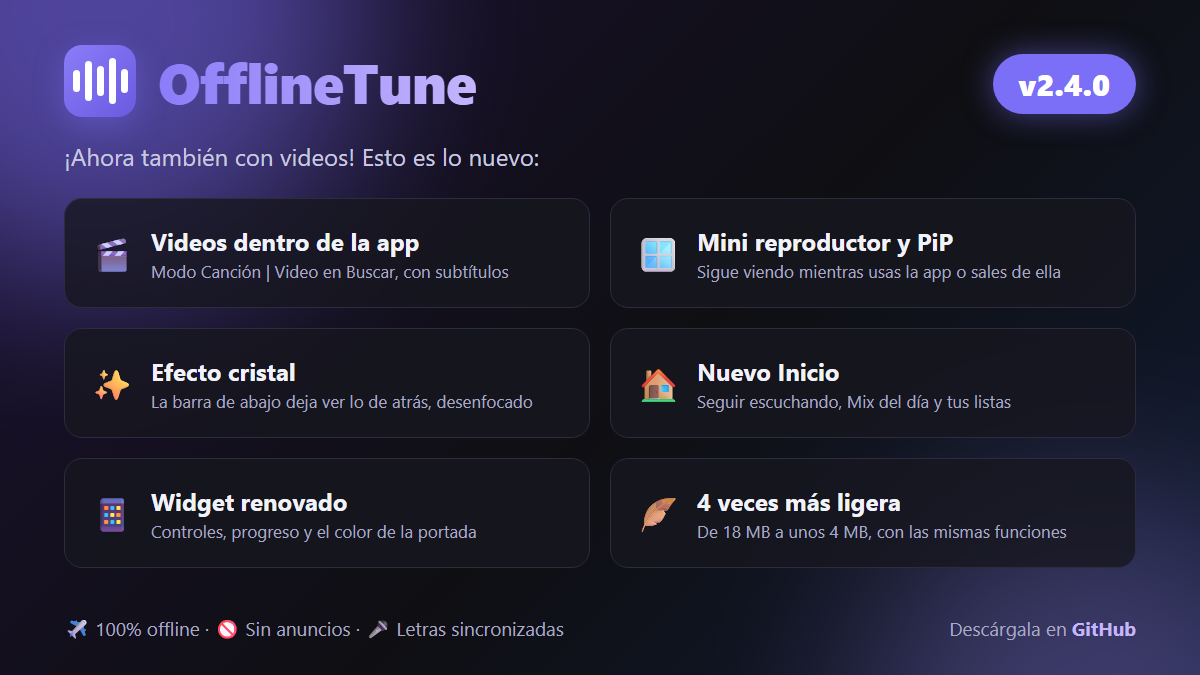 OfflineTune
v2.4.0
¡Ahora también con videos! Esto es lo nuevo:
Videos dentro de la app
Modo Canción | Video en Buscar, con subtítulos
Mini reproductor y PiP
Sigue viendo mientras usas la app o sales de ella
Efecto cristal
La barra de abajo deja ver lo de atrás, desenfocado
Nuevo Inicio
Seguir escuchando, Mix del día y tus listas
Widget renovado
Controles, progreso y el color de la portada
4 veces más ligera
De 18 MB a unos 4 MB, con las mismas funciones
100% offline · Sin anuncios · Letras sincronizadas
Descárgala en GitHub